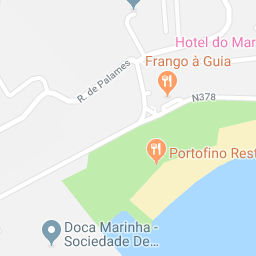 Hotel do Mar
Frango à Guia
R. de Palames
N378
Portofino Rest
Doca Marinha -
Sociedade De...